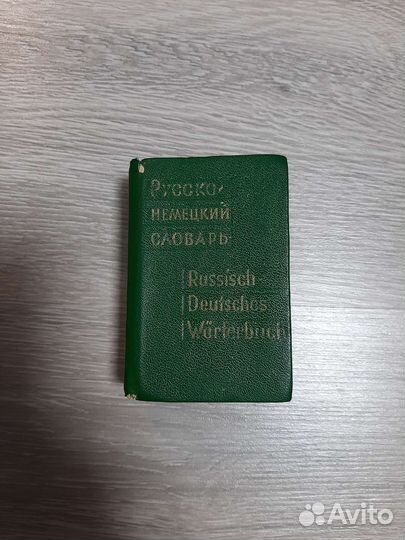 Русско-
немецкий
словарь
Russisch
Deutsches
Wörterbuch
Avito